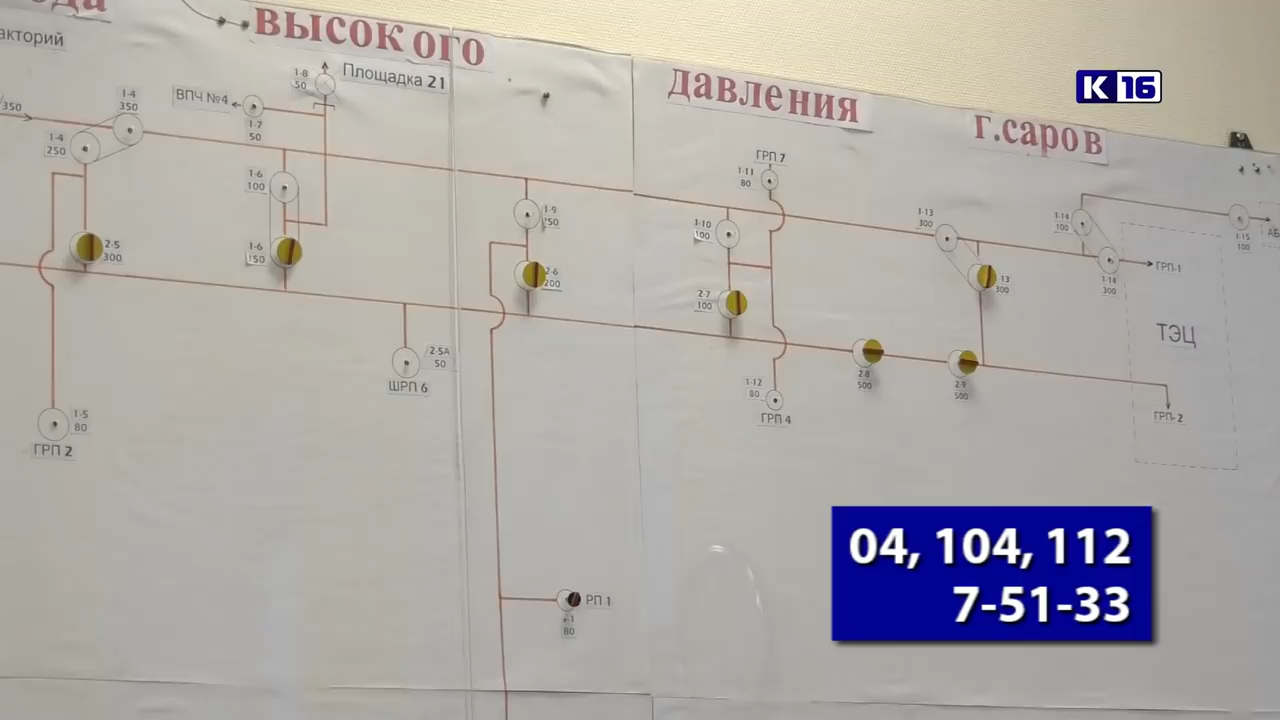 ВЫСОКОГО
давления
г.саров
К 16
Площадка 21
ВПЧ №4
1-8
50
1-7
50
1-4
350
1-4
250
/350
1-6
100
1-6
150
2-5
300
1-5
80
ГРП 2
2-5А
50
ШРП 6
1-9
2-6
200
ГРП 7
1-11
80
1-10
100
2-7
100
1-12
80
ГРП 4
1-13
300
300
2-8
500
2-9
500
1-14
100
1-14
300
1-15
100
ГРП-1
ТЭЦ
ГРП-2
РП 1
80
04, 104, 112
7-51-33